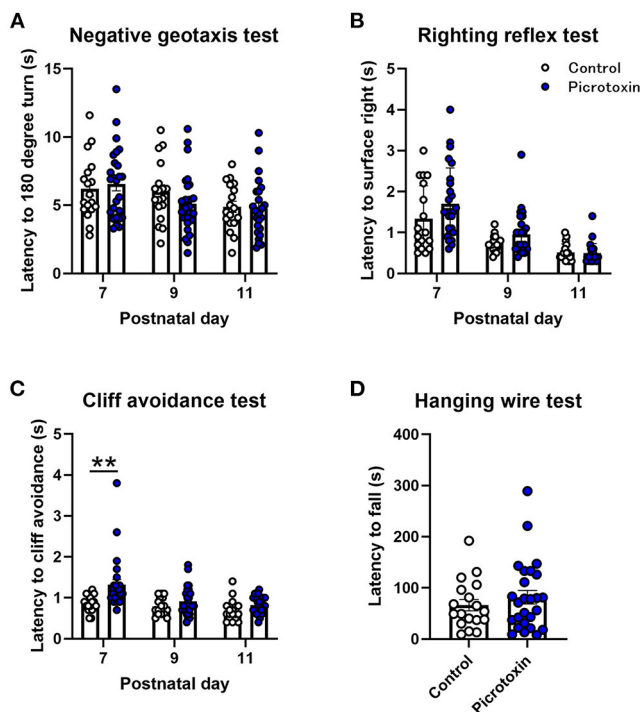 A
Negative geotaxis test
Latency to 180 degree turn (s)
15
10
5
0
7
9
11
Postnatal day
B
Righting reflex test
Control
Picrotoxin
Latency to surface right (s)
5
4
3
2
1
0
7
9
11
Postnatal day
C
Cliff avoidance test
Latency to cliff avoidance (s)
5
4
3
2
1
0
**
7
9
11
Postnatal day
D
Hanging wire test
Latency to fall (s)
400
300
200
100
0
Control
Picrotoxin